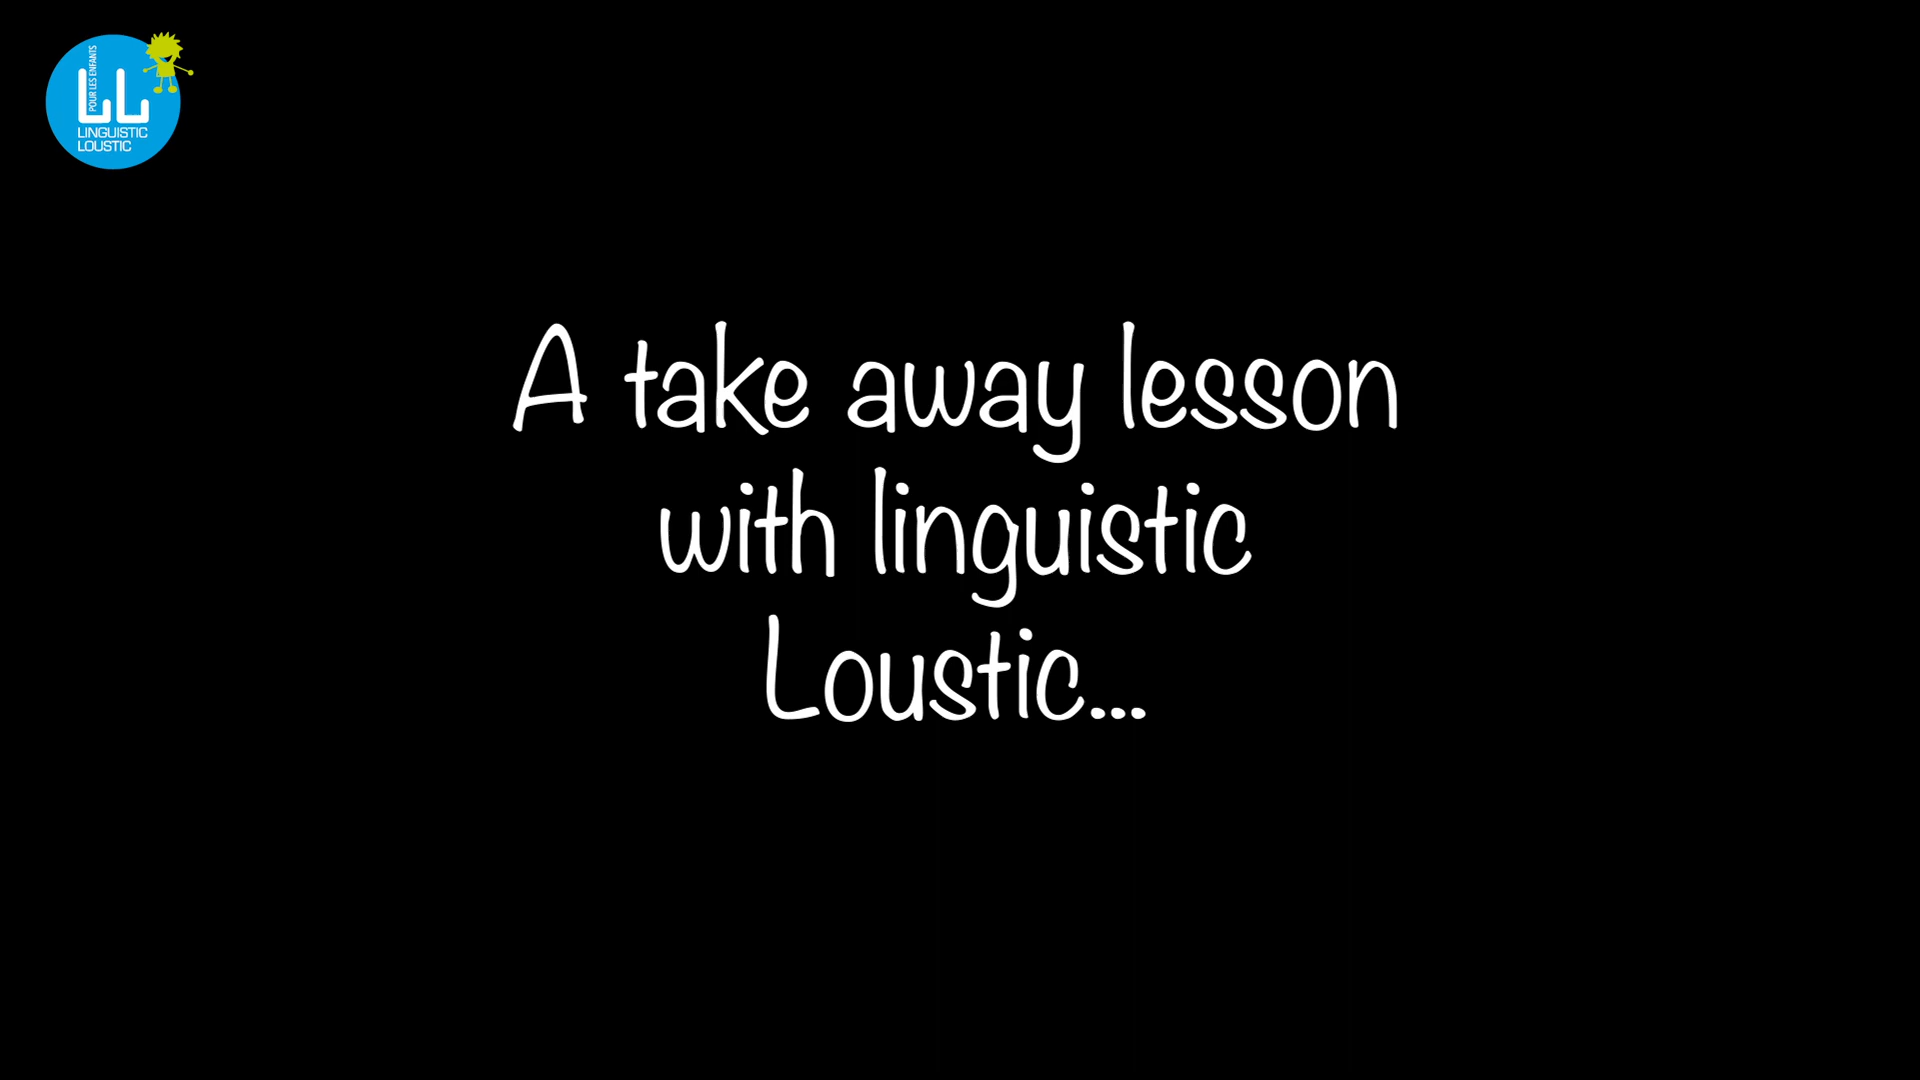 POUR LES ENFANTS
LL
LINGUISTIC
LOUSTIC
A take away lesson
with linguistic
Loustic...